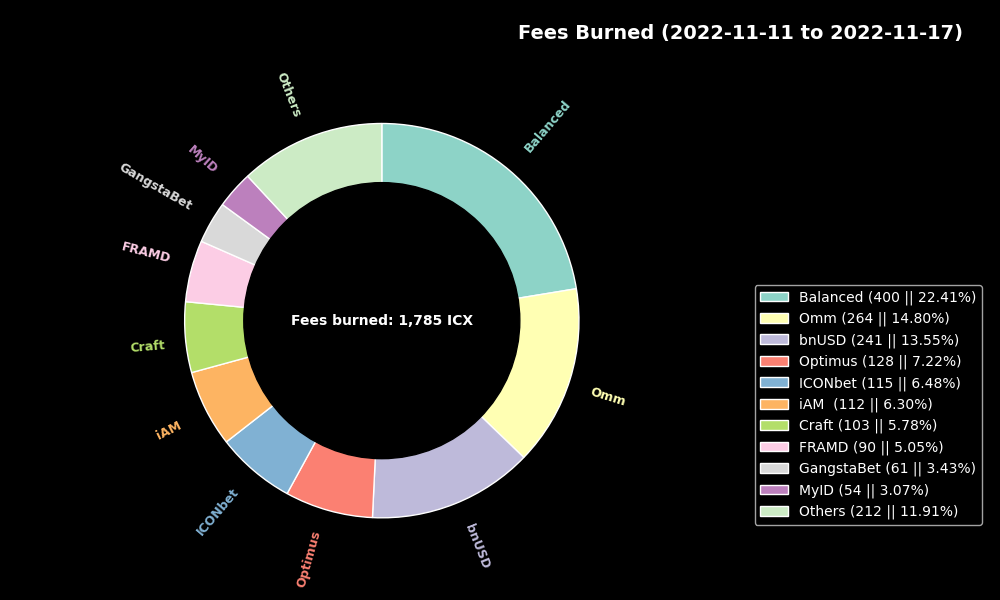 Fees Burned (2022-11-11 to 2022-11-17)
Others
Balanced
MyID
GangstaBet
FRAMD
Craft
iAM
ICONbet
Optimus
bnUSD
Omm
Fees burned: 1,785 ICX
Balanced (400 || 22.41%)
Omm (264 || 14.80%)
bnUSD (241 || 13.55%)
Optimus (128 || 7.22%)
ICONbet (115 || 6.48%)
iAM  (112 || 6.30%)
Craft (103 || 5.78%)
FRAMD (90 || 5.05%)
GangstaBet (61 || 3.43%)
MyID (54 || 3.07%)
Others (212 || 11.91%)